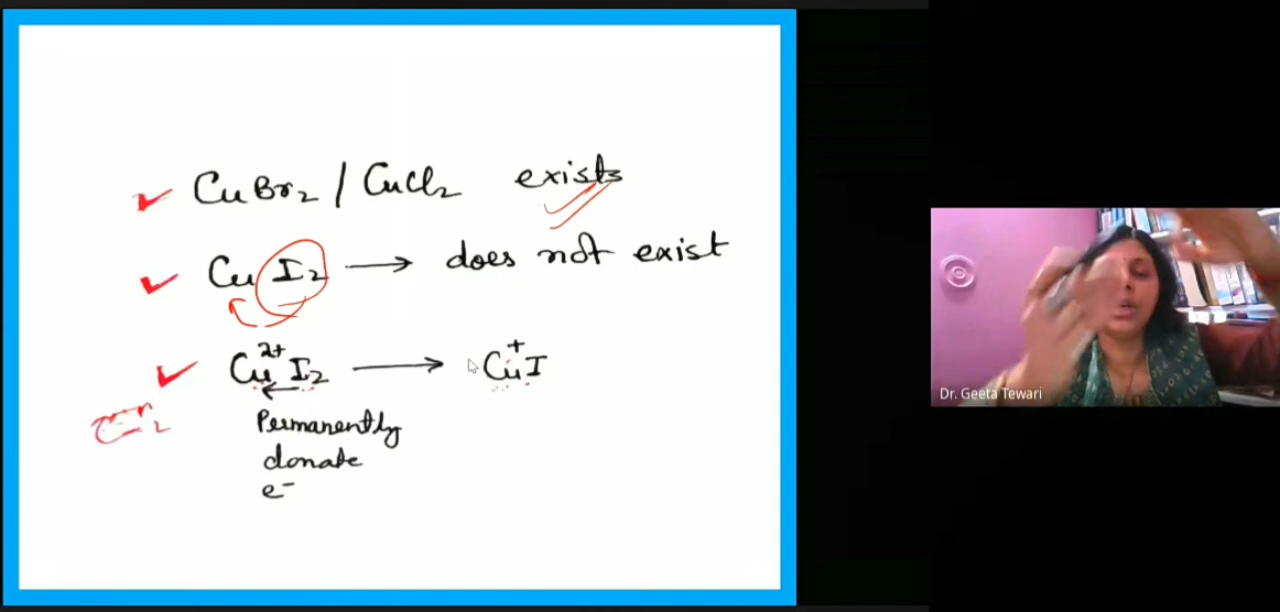 CuBr2 / CuCl2 exists
CuI2 → does not exist
Cu2+I2 → Cu+I
Permanently
donate
e-
Dr. Geeta Tewari